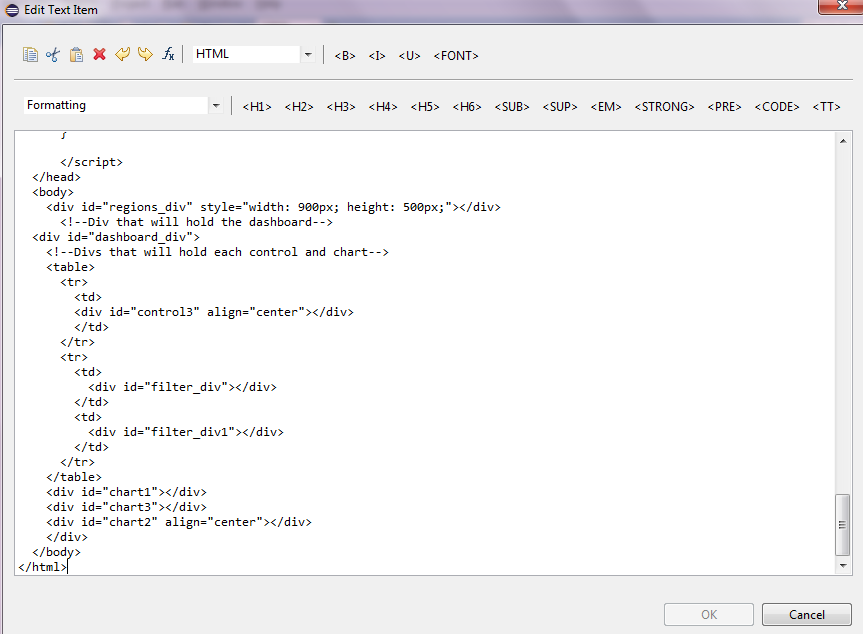 Edit Text Item
HTML <B> <I> <U> <FONT>
Formatting <H1> <H2> <H3> <H4> <H5> <H6> <SUB> <SUP> <EM> <STRONG> <PRE> <CODE> <TT>
}
</script>
</head>
<body>
<div id="regions_div" style="width: 900px; height: 500px;"></div>
<!--Div that will hold the dashboard-->
<div id="dashboard_div">
<!--Divs that will hold each control and chart-->
<table>
<tr>
<td>
<div id="control3" align="center"></div>
</td>
</tr>
<tr>
<td>
<div id="filter_div"></div>
</td>
<td>
<div id="filter_div1"></div>
</td>
</tr>
</table>
<div id="chart1"></div>
<div id="chart3"></div>
<div id="chart2" align="center"></div>
</div>
</body>
</html>
OK Cancel